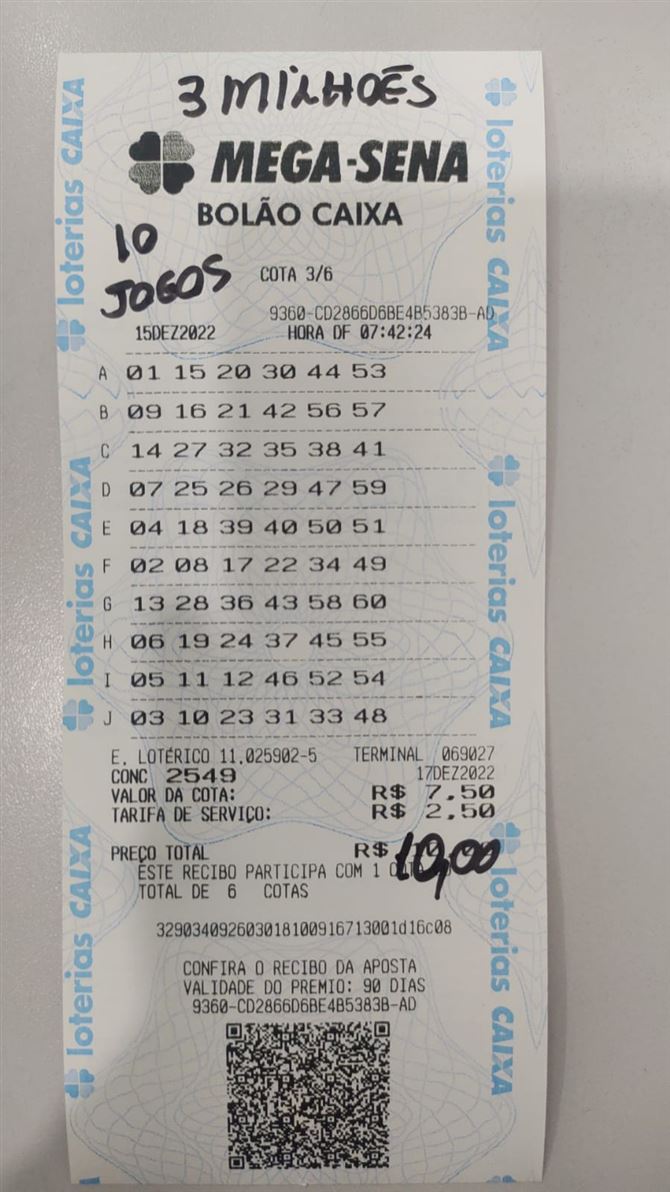 3 MILHOES
MEGA-SENA
BOLÃO CAIXA
10
JOGOS
COTA 3/6
9360-CD2866D6BE4B5383B-AD
15DEZ2022 HORA DF 07:42:24
A 01 15 20 30 44 53
B 09 16 21 42 56 57
C 14 27 32 35 38 41
D 07 25 26 29 47 59
E 04 18 39 40 50 51
F 02 08 17 22 34 49
G 13 28 36 43 58 60
H 06 19 24 37 45 55
I 05 11 12 46 52 54
J 03 10 23 31 33 48
E. LOTÉRICO 11.025902-5 TERMINAL 069027
CONC 2549 17DEZ2022
VALOR DA COTA: R$ 7.50
TARIFA DE SERVIÇO: R$ 2.50
PREÇO TOTAL R$ 10,00
ESTE RECIBO PARTICIPA COM 1
TOTAL DE 6 COTAS
329034092603018100916713001d16c08
CONFIRA O RECIBO DA APOSTA
VALIDADE DO PREMIO: 90 DIAS
9360-CD2866D6BE4B5383B-AD
loterias CAIXA
loterias CAIXA
loterias CAIXA
loterias CAIXA
loterias CAIXA
loterias CAIXA